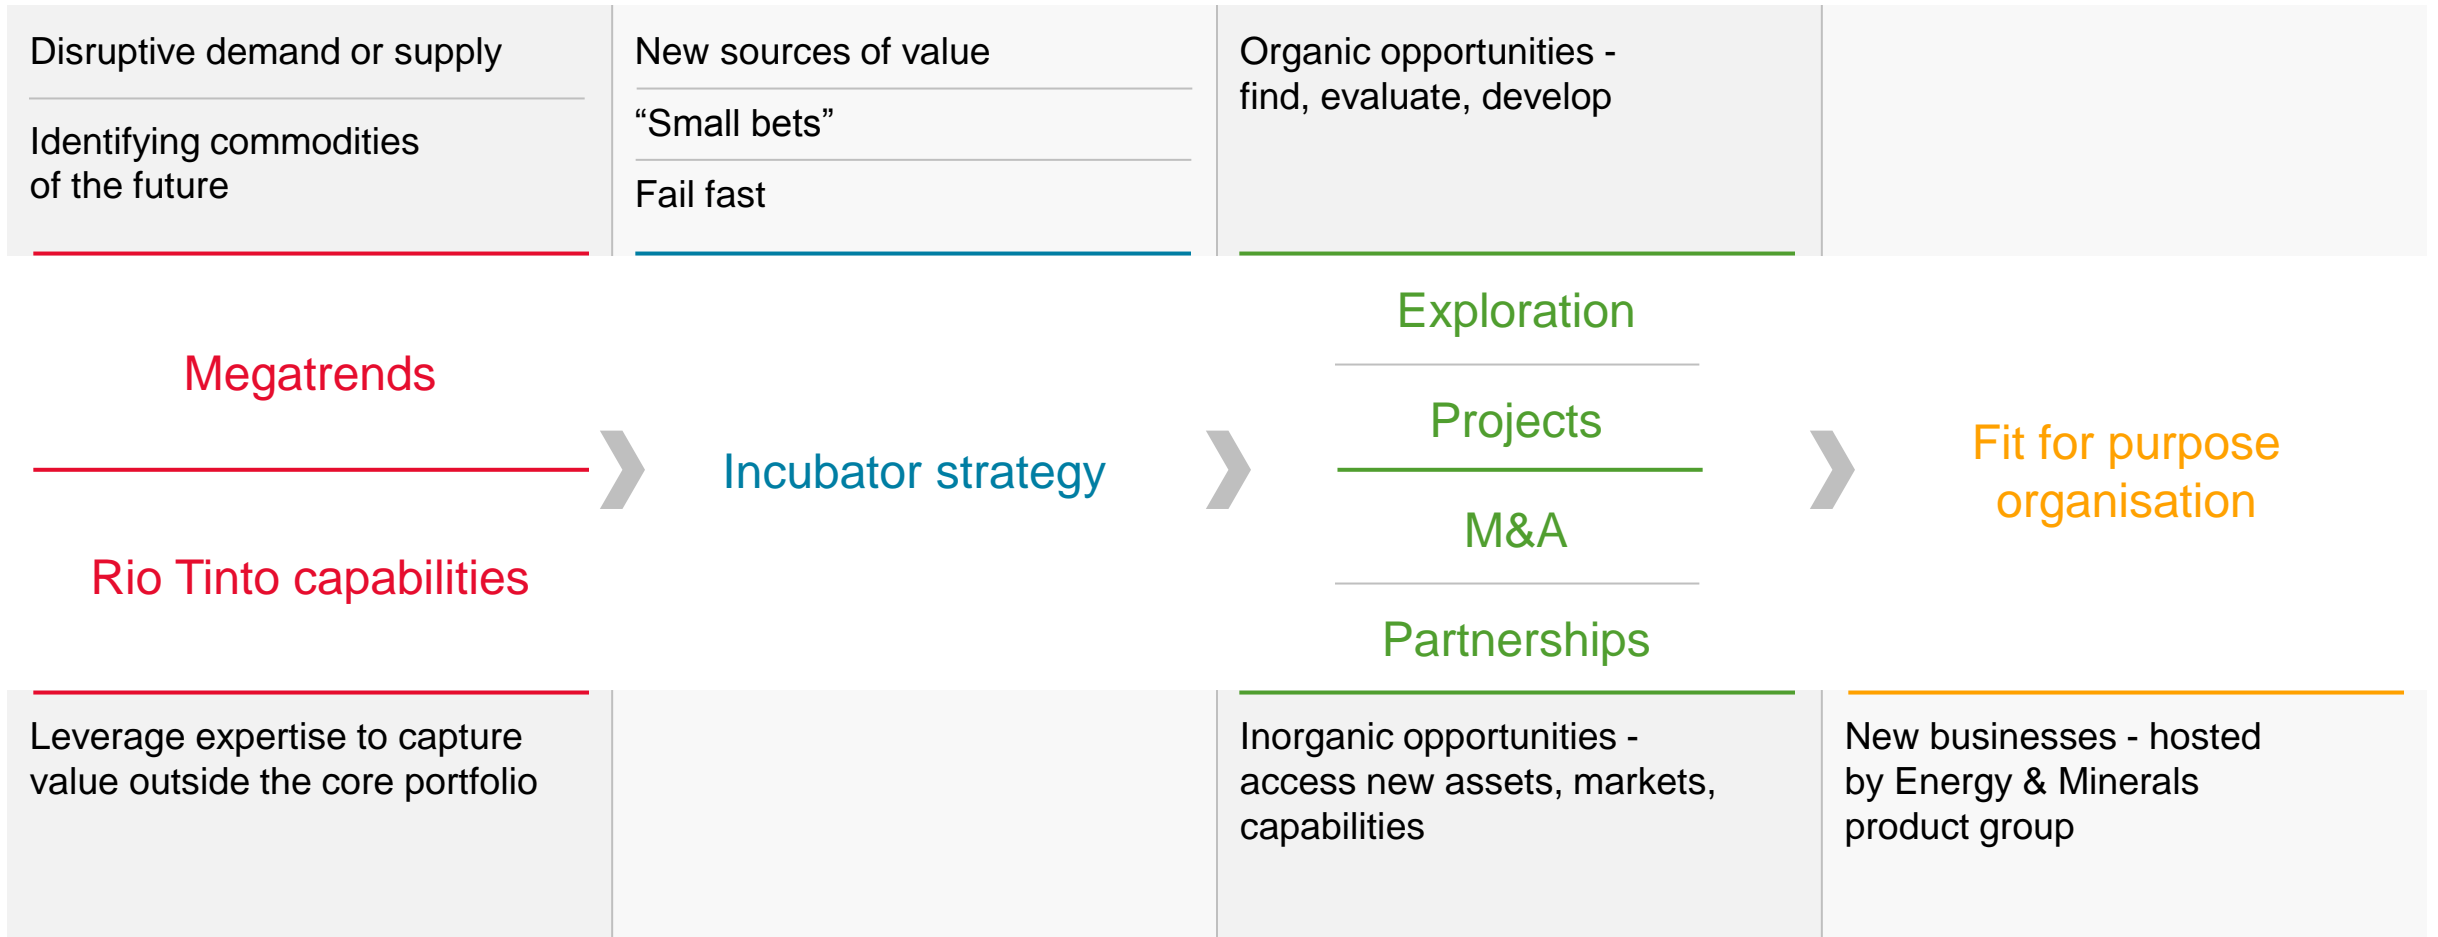 Disruptive demand or supply
Identifying commodities
of the future
New sources of value
“Small bets”
Fail fast
Organic opportunities -
find, evaluate, develop
Megatrends
Rio Tinto capabilities
Incubator strategy
Exploration
Projects
M&A
Partnerships
Fit for purpose
organisation
Leverage expertise to capture
value outside the core portfolio
Inorganic opportunities -
access new assets, markets,
capabilities
New businesses - hosted
by Energy & Minerals
product group